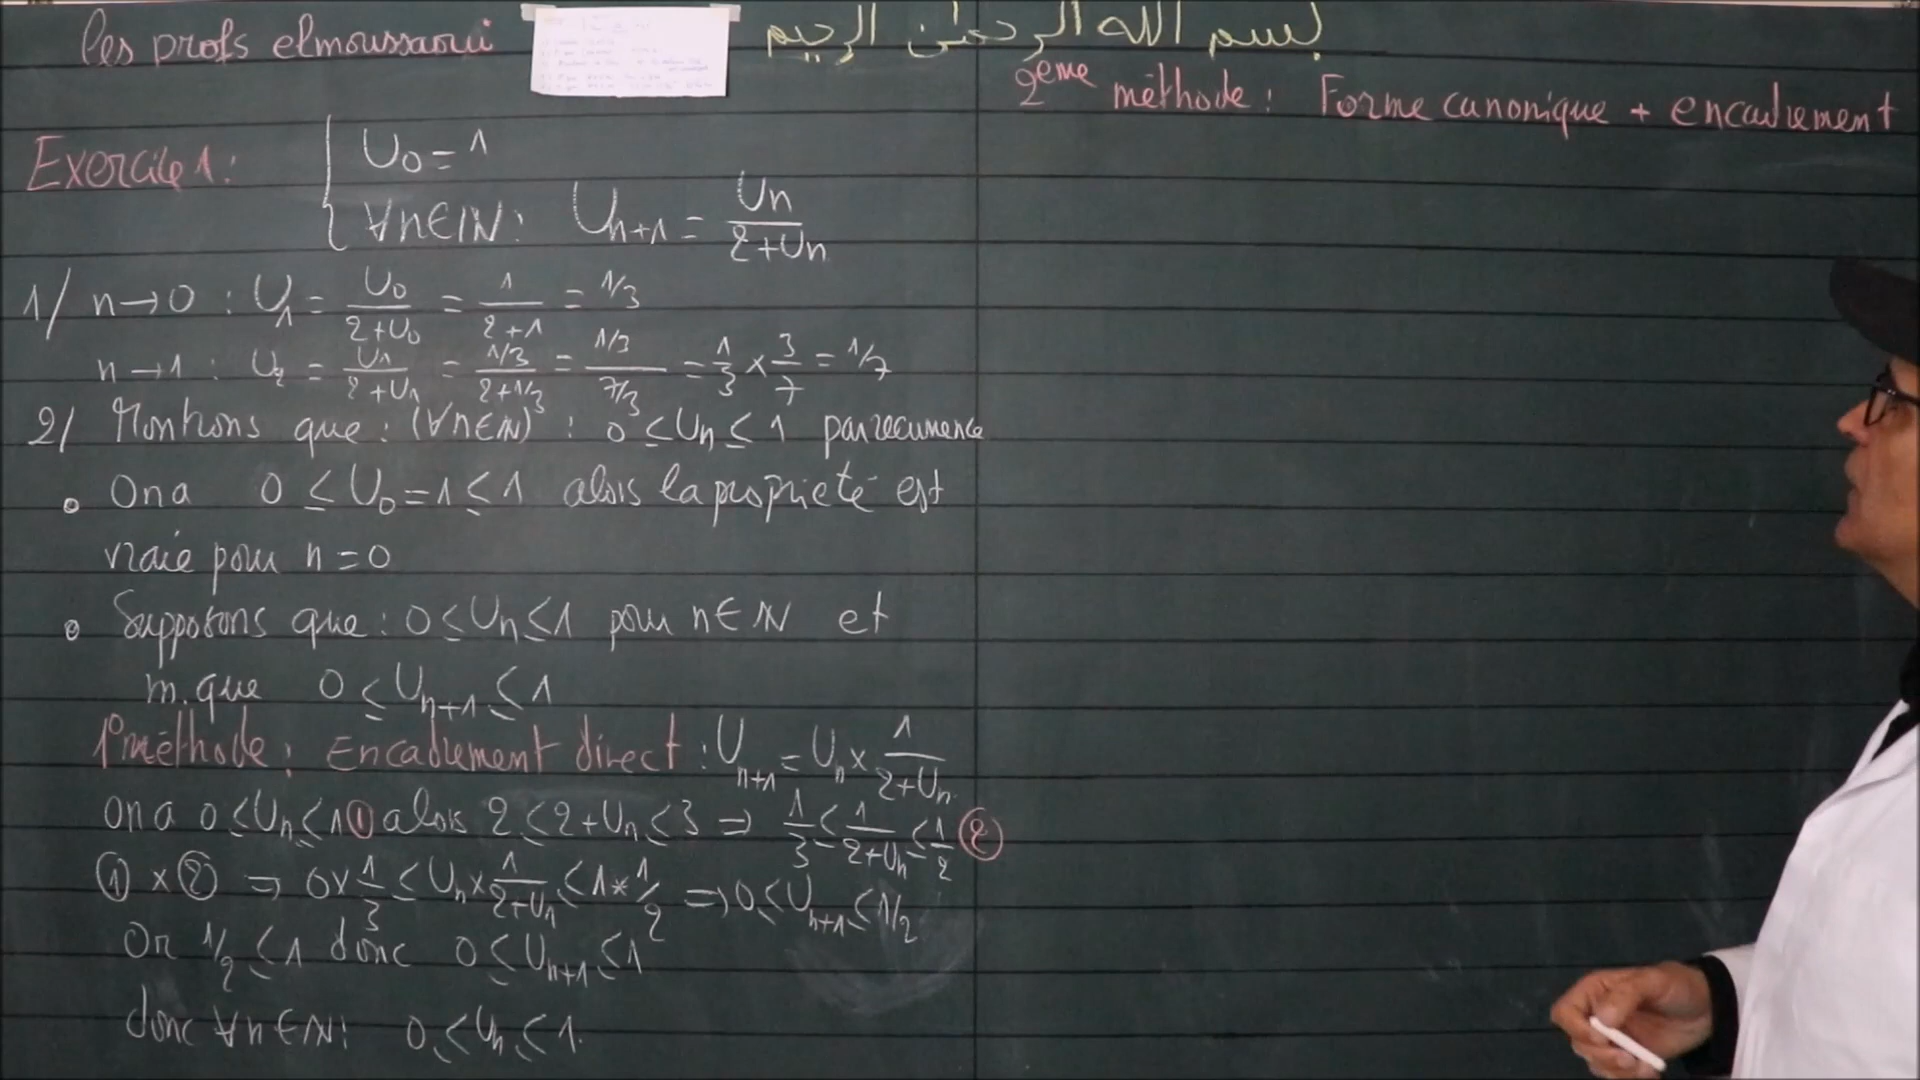 les profs elmoussaoui
بسم الله الرحمان الرحيم
Exercice 1 : { U₀ = 1
∀n∈IN : Uₙ₊₁ = Uₙ/(2+Uₙ)
1/ n→0 : U₁ = U₀/(2+U₀) = 1/(2+1) = 1/3
n→1 : U₂ = U₁/(2+U₁) = (1/3)/(2+1/3) = (1/3)/(7/3) = 1/3 × 3/7 = 1/7
2/ Montrons que : (∀n∈N) : 0 ≤ Uₙ ≤ 1 par recurrence
• On a 0 ≤ U₀ = 1 ≤ 1 alors la proprieté est
vraie pour n = 0
• Supposons que : 0 ≤ Uₙ ≤ 1 pour n∈N et
m. que 0 ≤ Uₙ₊₁ ≤ 1
1° méthode : Encadrement direct : Uₙ₊₁ = Uₙ × 1/(2+Uₙ)
on a 0 ≤ Uₙ ≤ 1 ① alors 2 ≤ 2+Uₙ ≤ 3 ⇒ 1/3 ≤ 1/(2+Uₙ) ≤ 1/2 ②
① × ② ⇒ 0 × 1/3 ≤ Uₙ × 1/(2+Uₙ) ≤ 1 * 1/2 ⇒ 0 ≤ Uₙ₊₁ ≤ 1/2
Or 1/2 ≤ 1 donc 0 ≤ Uₙ₊₁ ≤ 1
donc ∀n∈N : 0 ≤ Uₙ ≤ 1.
2ème méthode : Forme canonique + encadrement